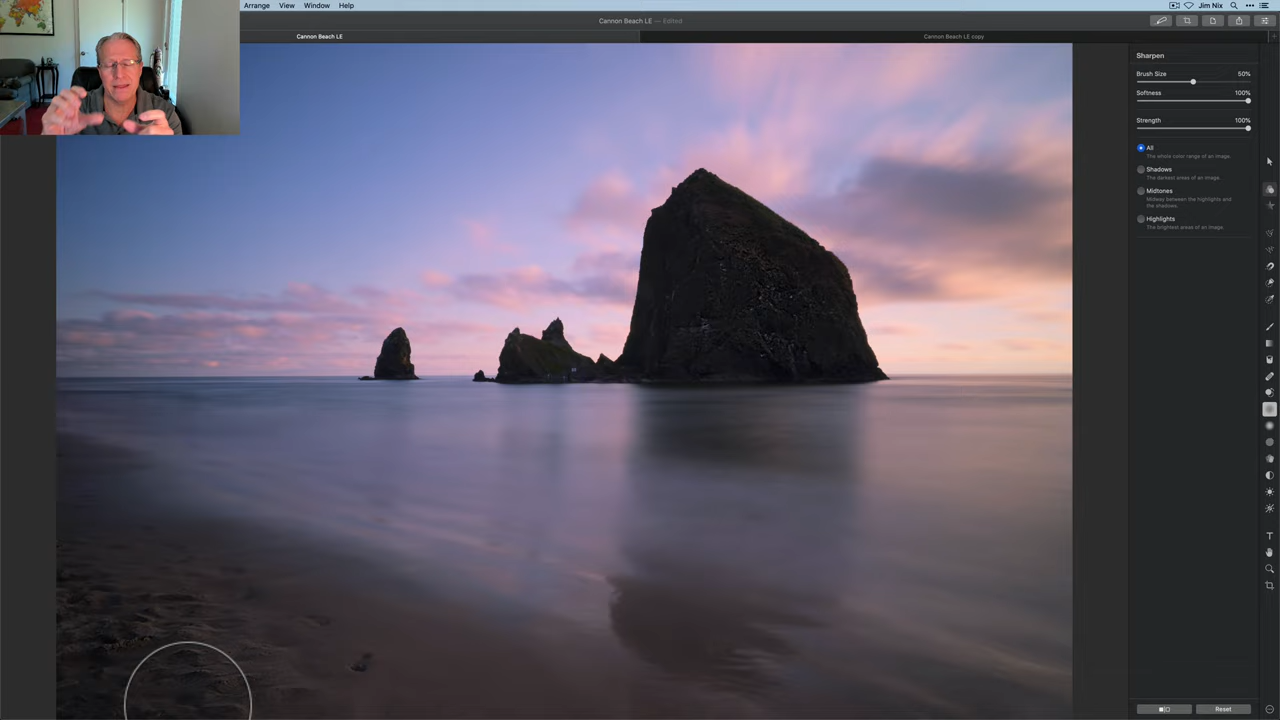 Arrange View Window Help
Jim Nix
Cannon Beach LE — Edited
Cannon Beach LE
Cannon Beach LE copy
Sharpen
Brush Size 50%
Softness 100%
Strength 100%
All
The whole color range of an image.
Shadows
The darkest areas of an image.
Midtones
Midway between the highlights and
the shadows.
Highlights
The brightest areas of an image.
T
Reset